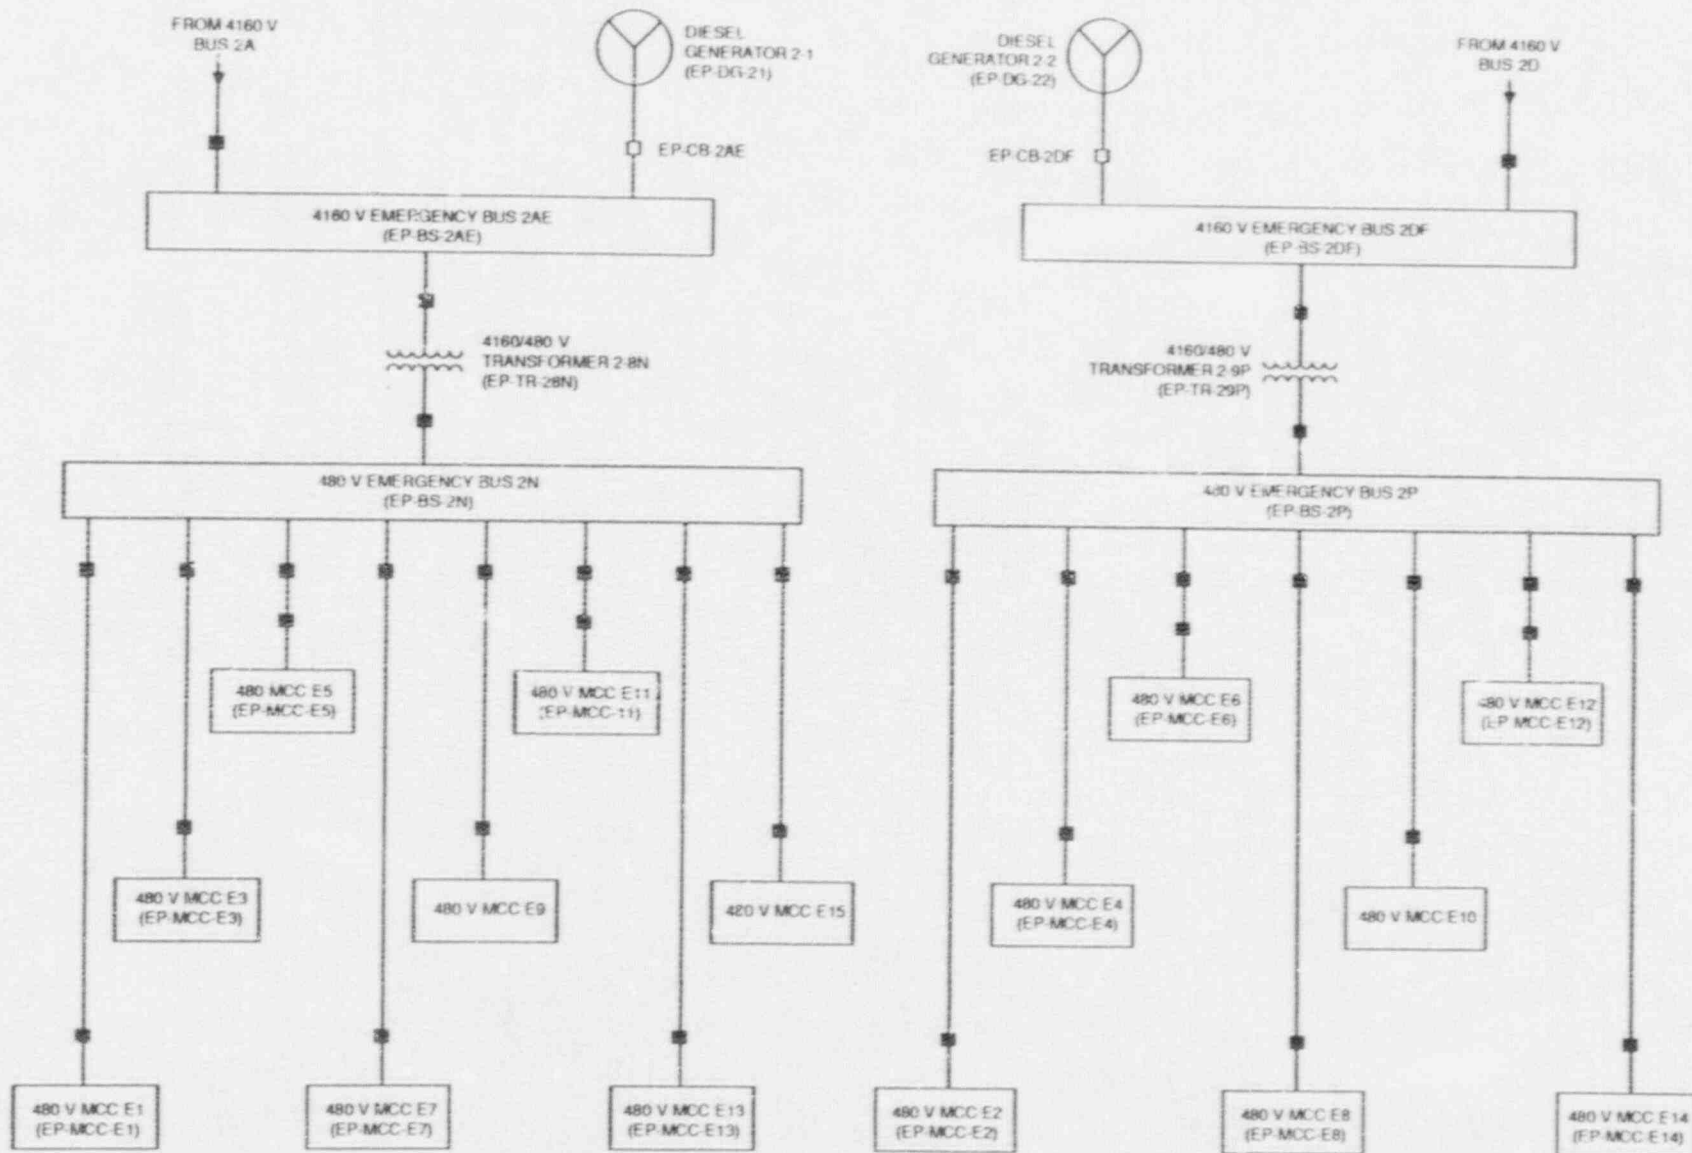 FROM 4160 V
BUS 2A
DIESEL
GENERATOR 2-1
(EP-DG-21)
DIESEL
GENERATOR 2-2
(EP-DG-22)
FROM 4160 V
BUS 2D
EP-CB-2AE
EP-CB-2DF
4160 V EMERGENCY BUS 2AE
(EP-BS-2AE)
4160 V EMERGENCY BUS 2DF
(EP-BS-2DF)
4160/480 V
TRANSFORMER 2-8N
(EP-TR-28N)
4160/480 V
TRANSFORMER 2-9P
(EP-TR-29P)
480 V EMERGENCY BUS 2N
(EP-BS-2N)
480 V EMERGENCY BUS 2P
(EP-BS-2P)
480 MCC E5
(EP-MCC-E5)
480 V MCC E11
(EP-MCC-11)
480 V MCC E6
(EP-MCC-E6)
480 V MCC E12
(EP-MCC-E12)
480 V MCC E3
(EP-MCC-E3)
480 V MCC E9
480 V MCC E15
480 V MCC E4
(EP-MCC-E4)
480 V MCC E10
480 V MCC E1
(EP-MCC-E1)
480 V MCC E7
(EP-MCC-E7)
480 V MCC E13
(EP-MCC-E13)
480 V MCC E2
(EP-MCC-E2)
480 V MCC E8
(EP-MCC-E8)
480 V MCC E14
(EP-MCC-E14)